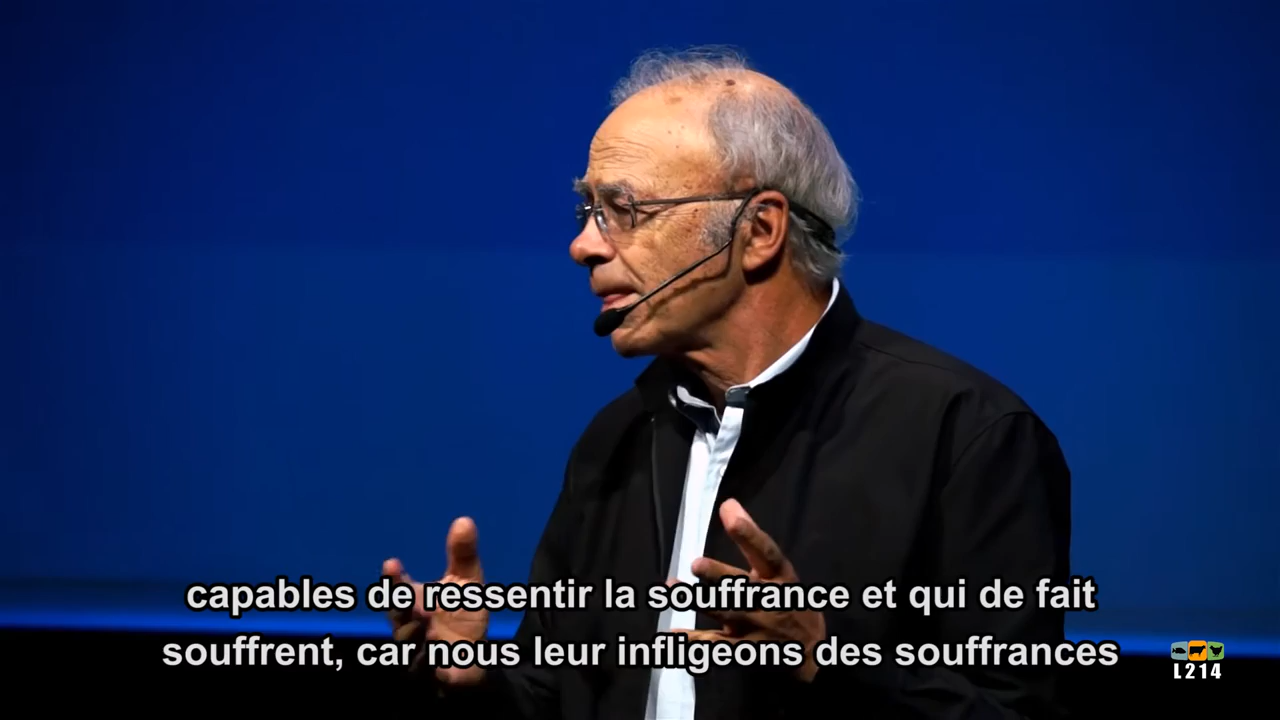 capables de ressentir la souffrance et qui de fait
souffrent, car nous leur infligeons des souffrances
L214